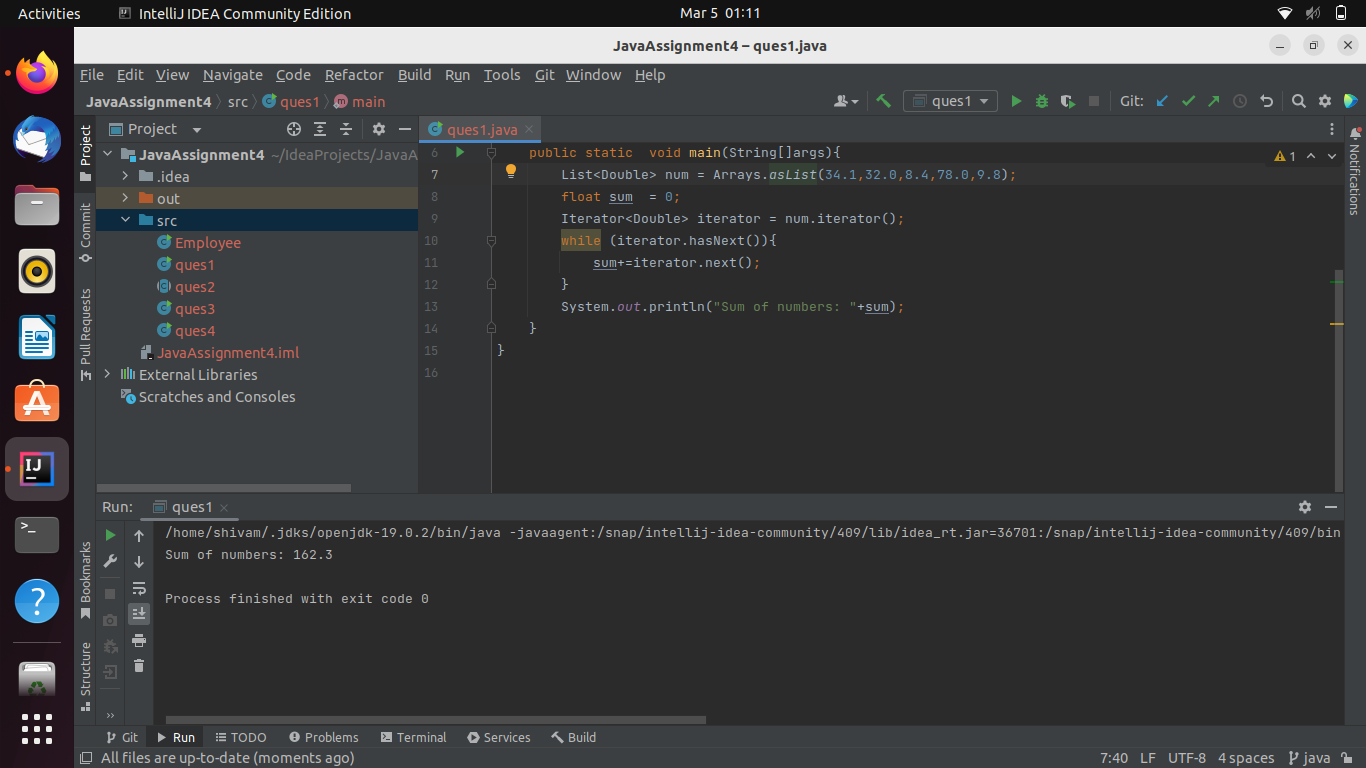 Activities IntelliJ IDEA Community Edition Mar 5 01:11
JavaAssignment4 – ques1.java
File Edit View Navigate Code Refactor Build Run Tools Git Window Help
JavaAssignment4 src ques1 main ques1 Git:
Project
ques1.java
JavaAssignment4 ~/IdeaProjects/JavaA
.idea
out
src
Employee
ques1
ques2
ques3
ques4
JavaAssignment4.iml
External Libraries
Scratches and Consoles
Project
Commit
Pull Requests
Bookmarks
Structure
Notifications
1
6 public static  void main(String[]args){
7 List<Double> num = Arrays.asList(34.1,32.0,8.4,78.0,9.8);
8 float sum  = 0;
9 Iterator<Double> iterator = num.iterator();
10 while (iterator.hasNext()){
11 sum+=iterator.next();
12 }
13 System.out.println("Sum of numbers: "+sum);
14 }
15 }
16
Run: ques1
/home/shivam/.jdks/openjdk-19.0.2/bin/java -javaagent:/snap/intellij-idea-community/409/lib/idea_rt.jar=36701:/snap/intellij-idea-community/409/bin
Sum of numbers: 162.3
Process finished with exit code 0
Git Run TODO Problems Terminal Services Build
All files are up-to-date (moments ago) 7:40 LF UTF-8 4 spaces java